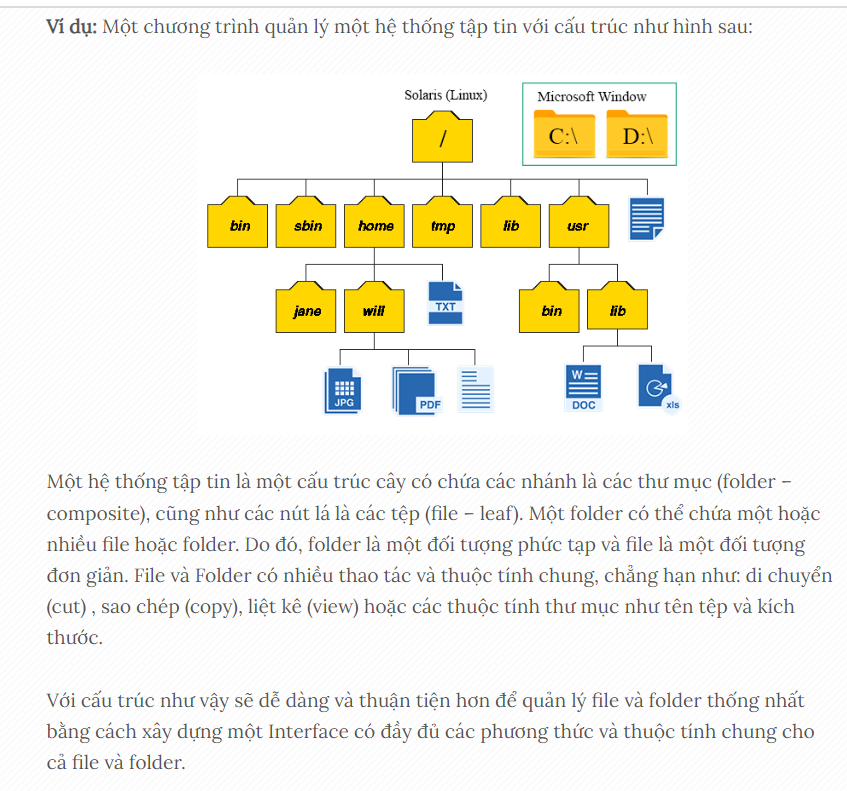 Ví dụ: Một chương trình quản lý một hệ thống tập tin với cấu trúc như hình sau:
Solaris (Linux)
Microsoft Window
/
C:\
D:\
bin
sbin
home
tmp
lib
usr
jane
will
TXT
bin
lib
JPG
PDF
W
DOC
xls
Một hệ thống tập tin là một cấu trúc cây có chứa các nhánh là các thư mục (folder –
composite), cũng như các nút lá là các tệp (file – leaf). Một folder có thể chứa một hoặc
nhiều file hoặc folder. Do đó, folder là một đối tượng phức tạp và file là một đối tượng
đơn giản. File và Folder có nhiều thao tác và thuộc tính chung, chẳng hạn như: di chuyển
(cut) , sao chép (copy), liệt kê (view) hoặc các thuộc tính thư mục như tên tệp và kích
thước.
Với cấu trúc như vậy sẽ dễ dàng và thuận tiện hơn để quản lý file và folder thống nhất
bằng cách xây dựng một Interface có đầy đủ các phương thức và thuộc tính chung cho
cả file và folder.